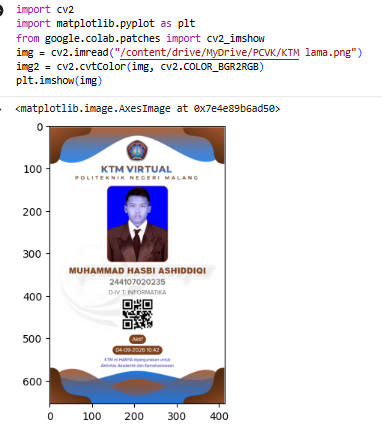 import cv2
import matplotlib.pyplot as plt
from google.colab.patches import cv2_imshow
img = cv2.imread("/content/drive/MyDrive/PCVK/KTM lama.png")
img2 = cv2.cvtColor(img, cv2.COLOR_BGR2RGB)
plt.imshow(img)
<matplotlib.image.AxesImage at 0x7e4e89b6ad50>
0
100
200
300
400
500
600
KTM VIRTUAL
POLITEKNIK NEGERI MALANG
MUHAMMAD HASBI ASHIDDIQI
244107020235
D-IV T. INFORMATIKA
Aktif
04-09-2025 10:42
KTM ini HANYA dipergunakan untuk
Aktivitas Akademik dan Kemahasiswaan
0 100 200 300 400